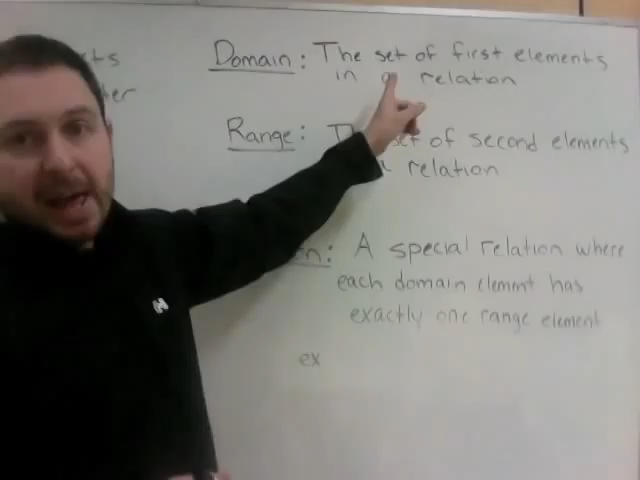 Domain: The set of first elements
in a relation
Range: set of second elements
relation
A special relation where
each domain element has
exactly one range element
ex